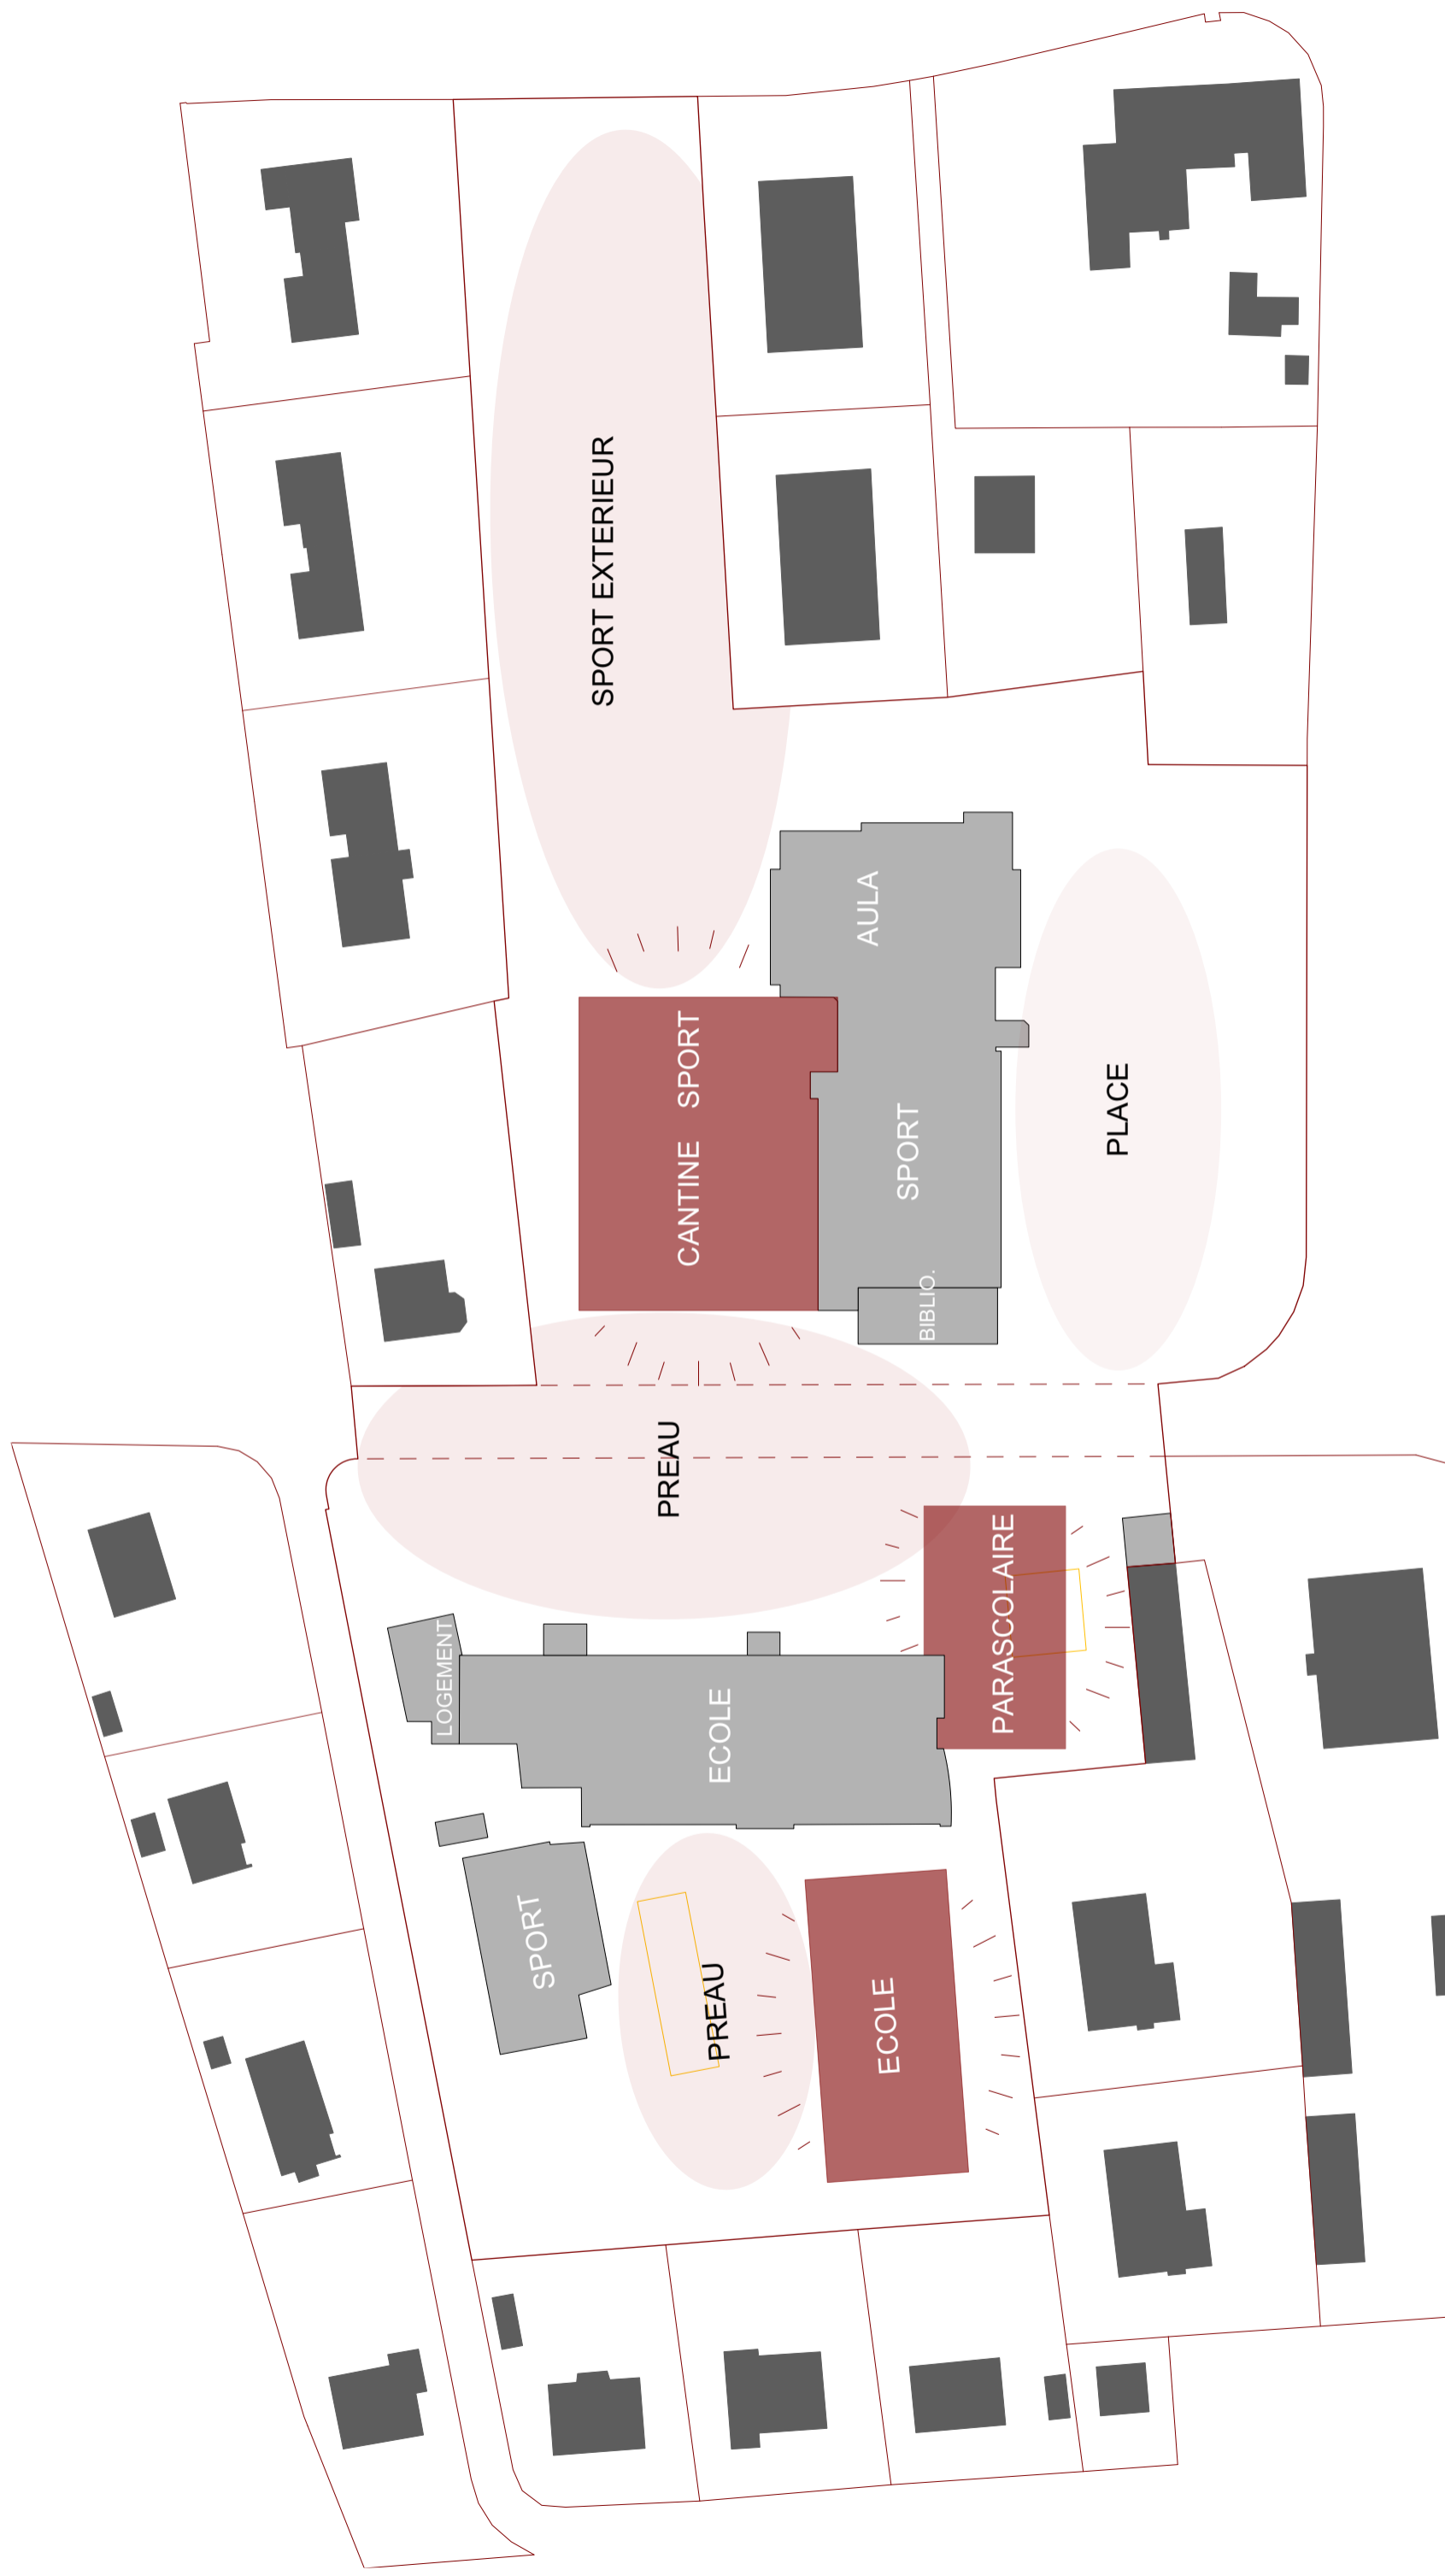 SPORT EXTERIEUR
AULA
CANTINE SPORT
SPORT
PLACE
BIBLIO.
PREAU
PARASCOLAIRE
LOGEMENT
ECOLE
SPORT
PREAU
ECOLE